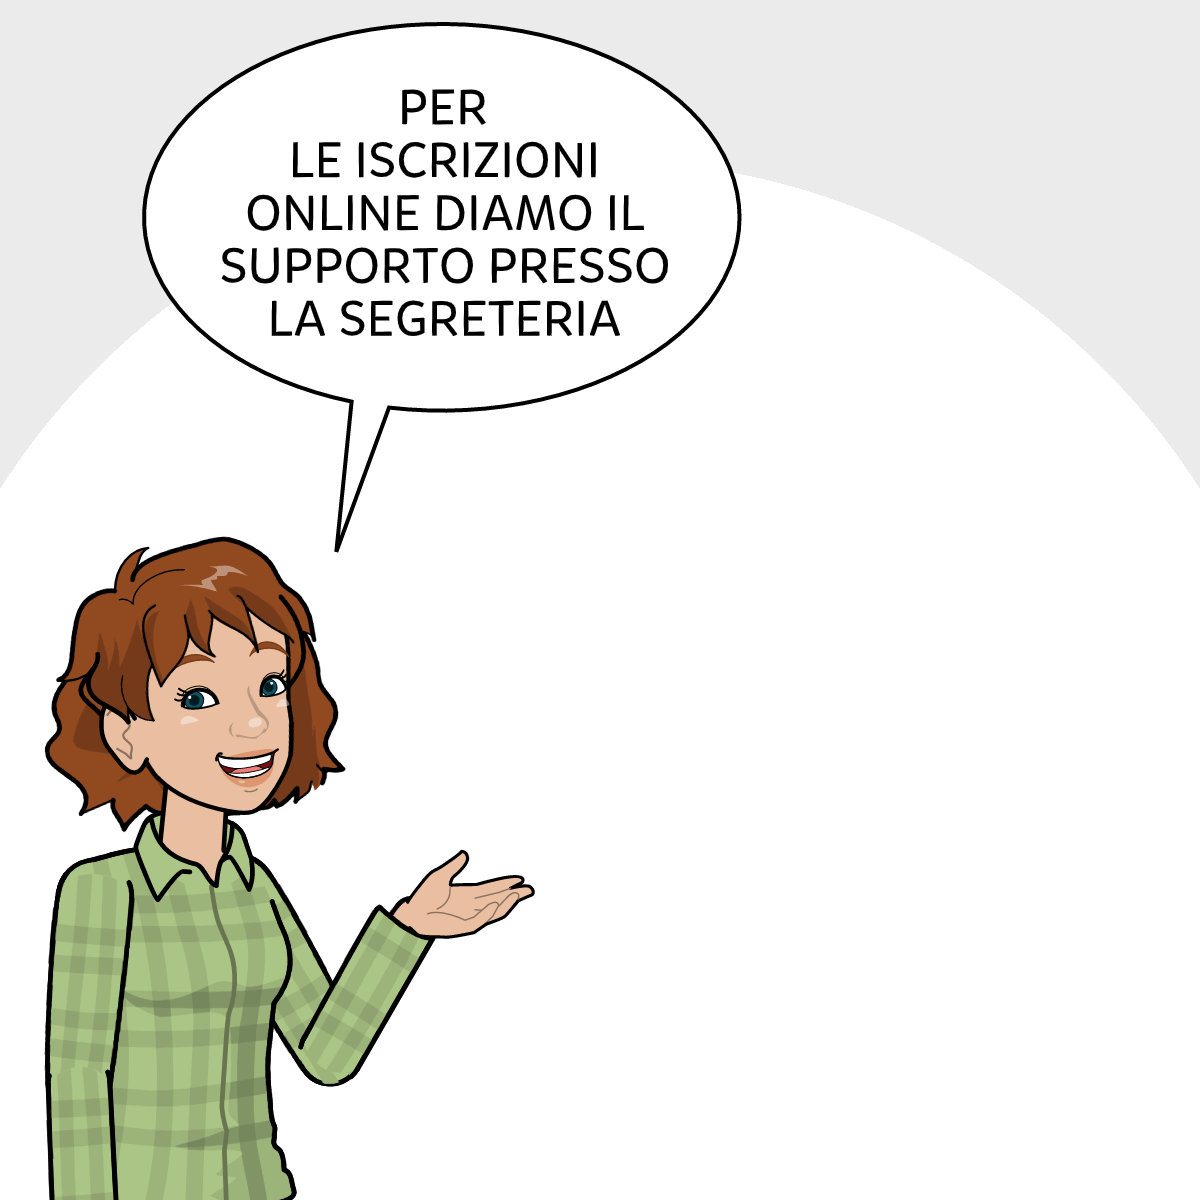 PER
LE ISCRIZIONI
ONLINE DIAMO IL
SUPPORTO PRESSO
LA SEGRETERIA